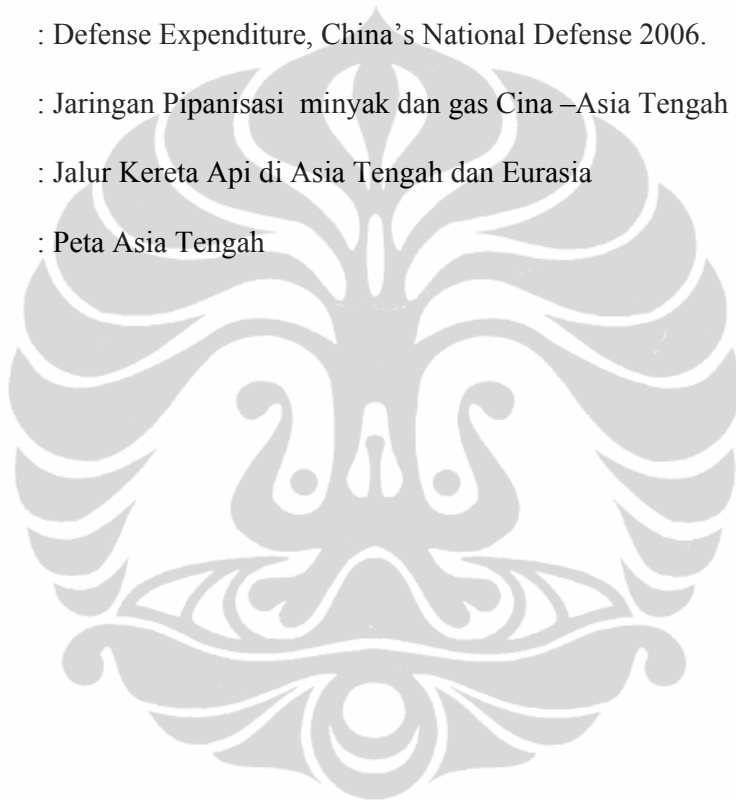 : Defense Expenditure, China’s National Defense 2006.
: Jaringan Pipanisasi  minyak dan gas Cina –Asia Tengah
: Jalur Kereta Api di Asia Tengah dan Eurasia
: Peta Asia Tengah